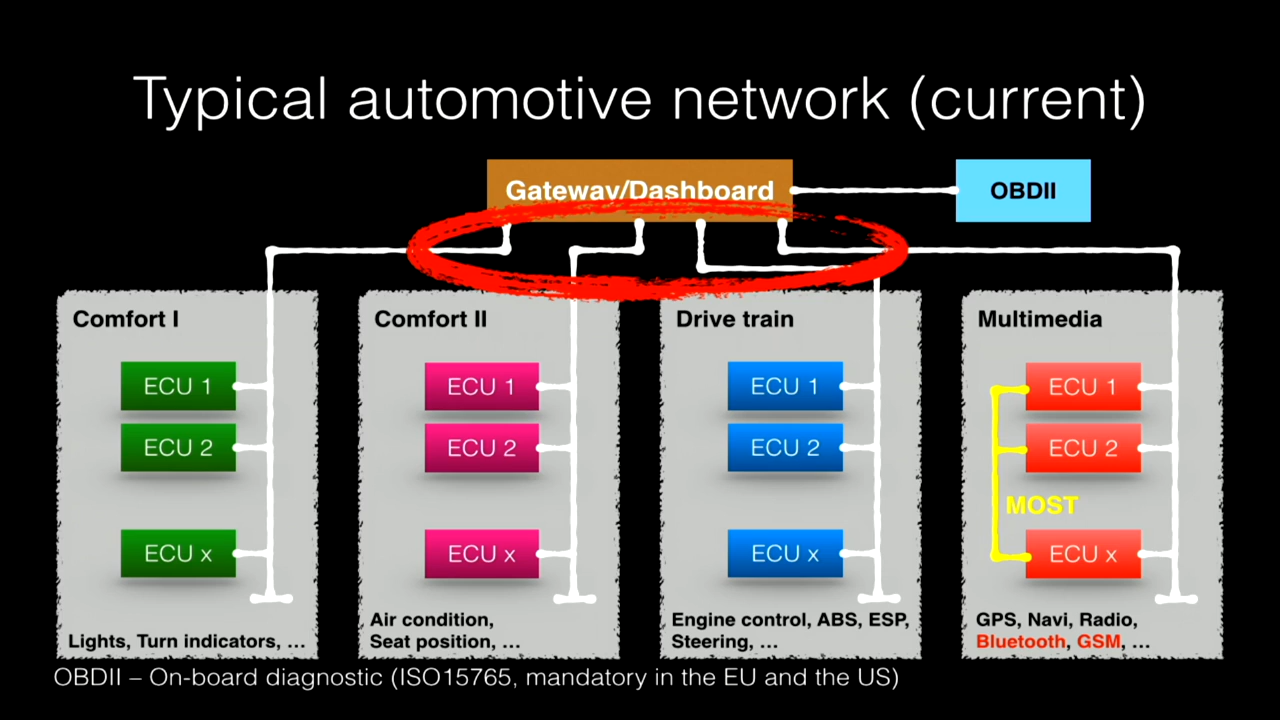 Typical automotive network (current)
Gateway/Dashboard
OBDII
Comfort I
ECU 1
ECU 2
ECU x
Lights, Turn indicators, ...
Comfort II
ECU 1
ECU 2
ECU x
Air condition,
Seat position, ...
Drive train
ECU 1
ECU 2
ECU x
Engine control, ABS, ESP,
Steering, ...
Multimedia
ECU 1
ECU 2
MOST
ECU x
GPS, Navi, Radio,
Bluetooth, GSM, ...
OBDII – On-board diagnostic (ISO15765, mandatory in the EU and the US)